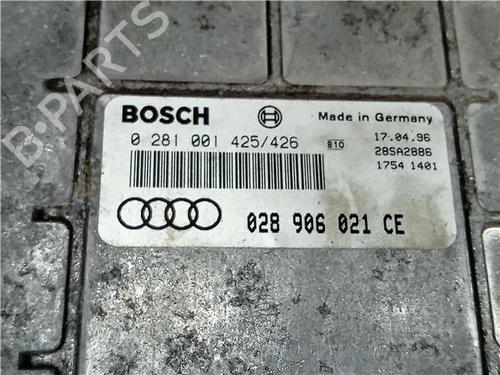 B-PARTS
BOSCH
Made in Germany
0 281 001 425/426
810
17.04.96
28SA2886
1754 1401
028 906 021 CE